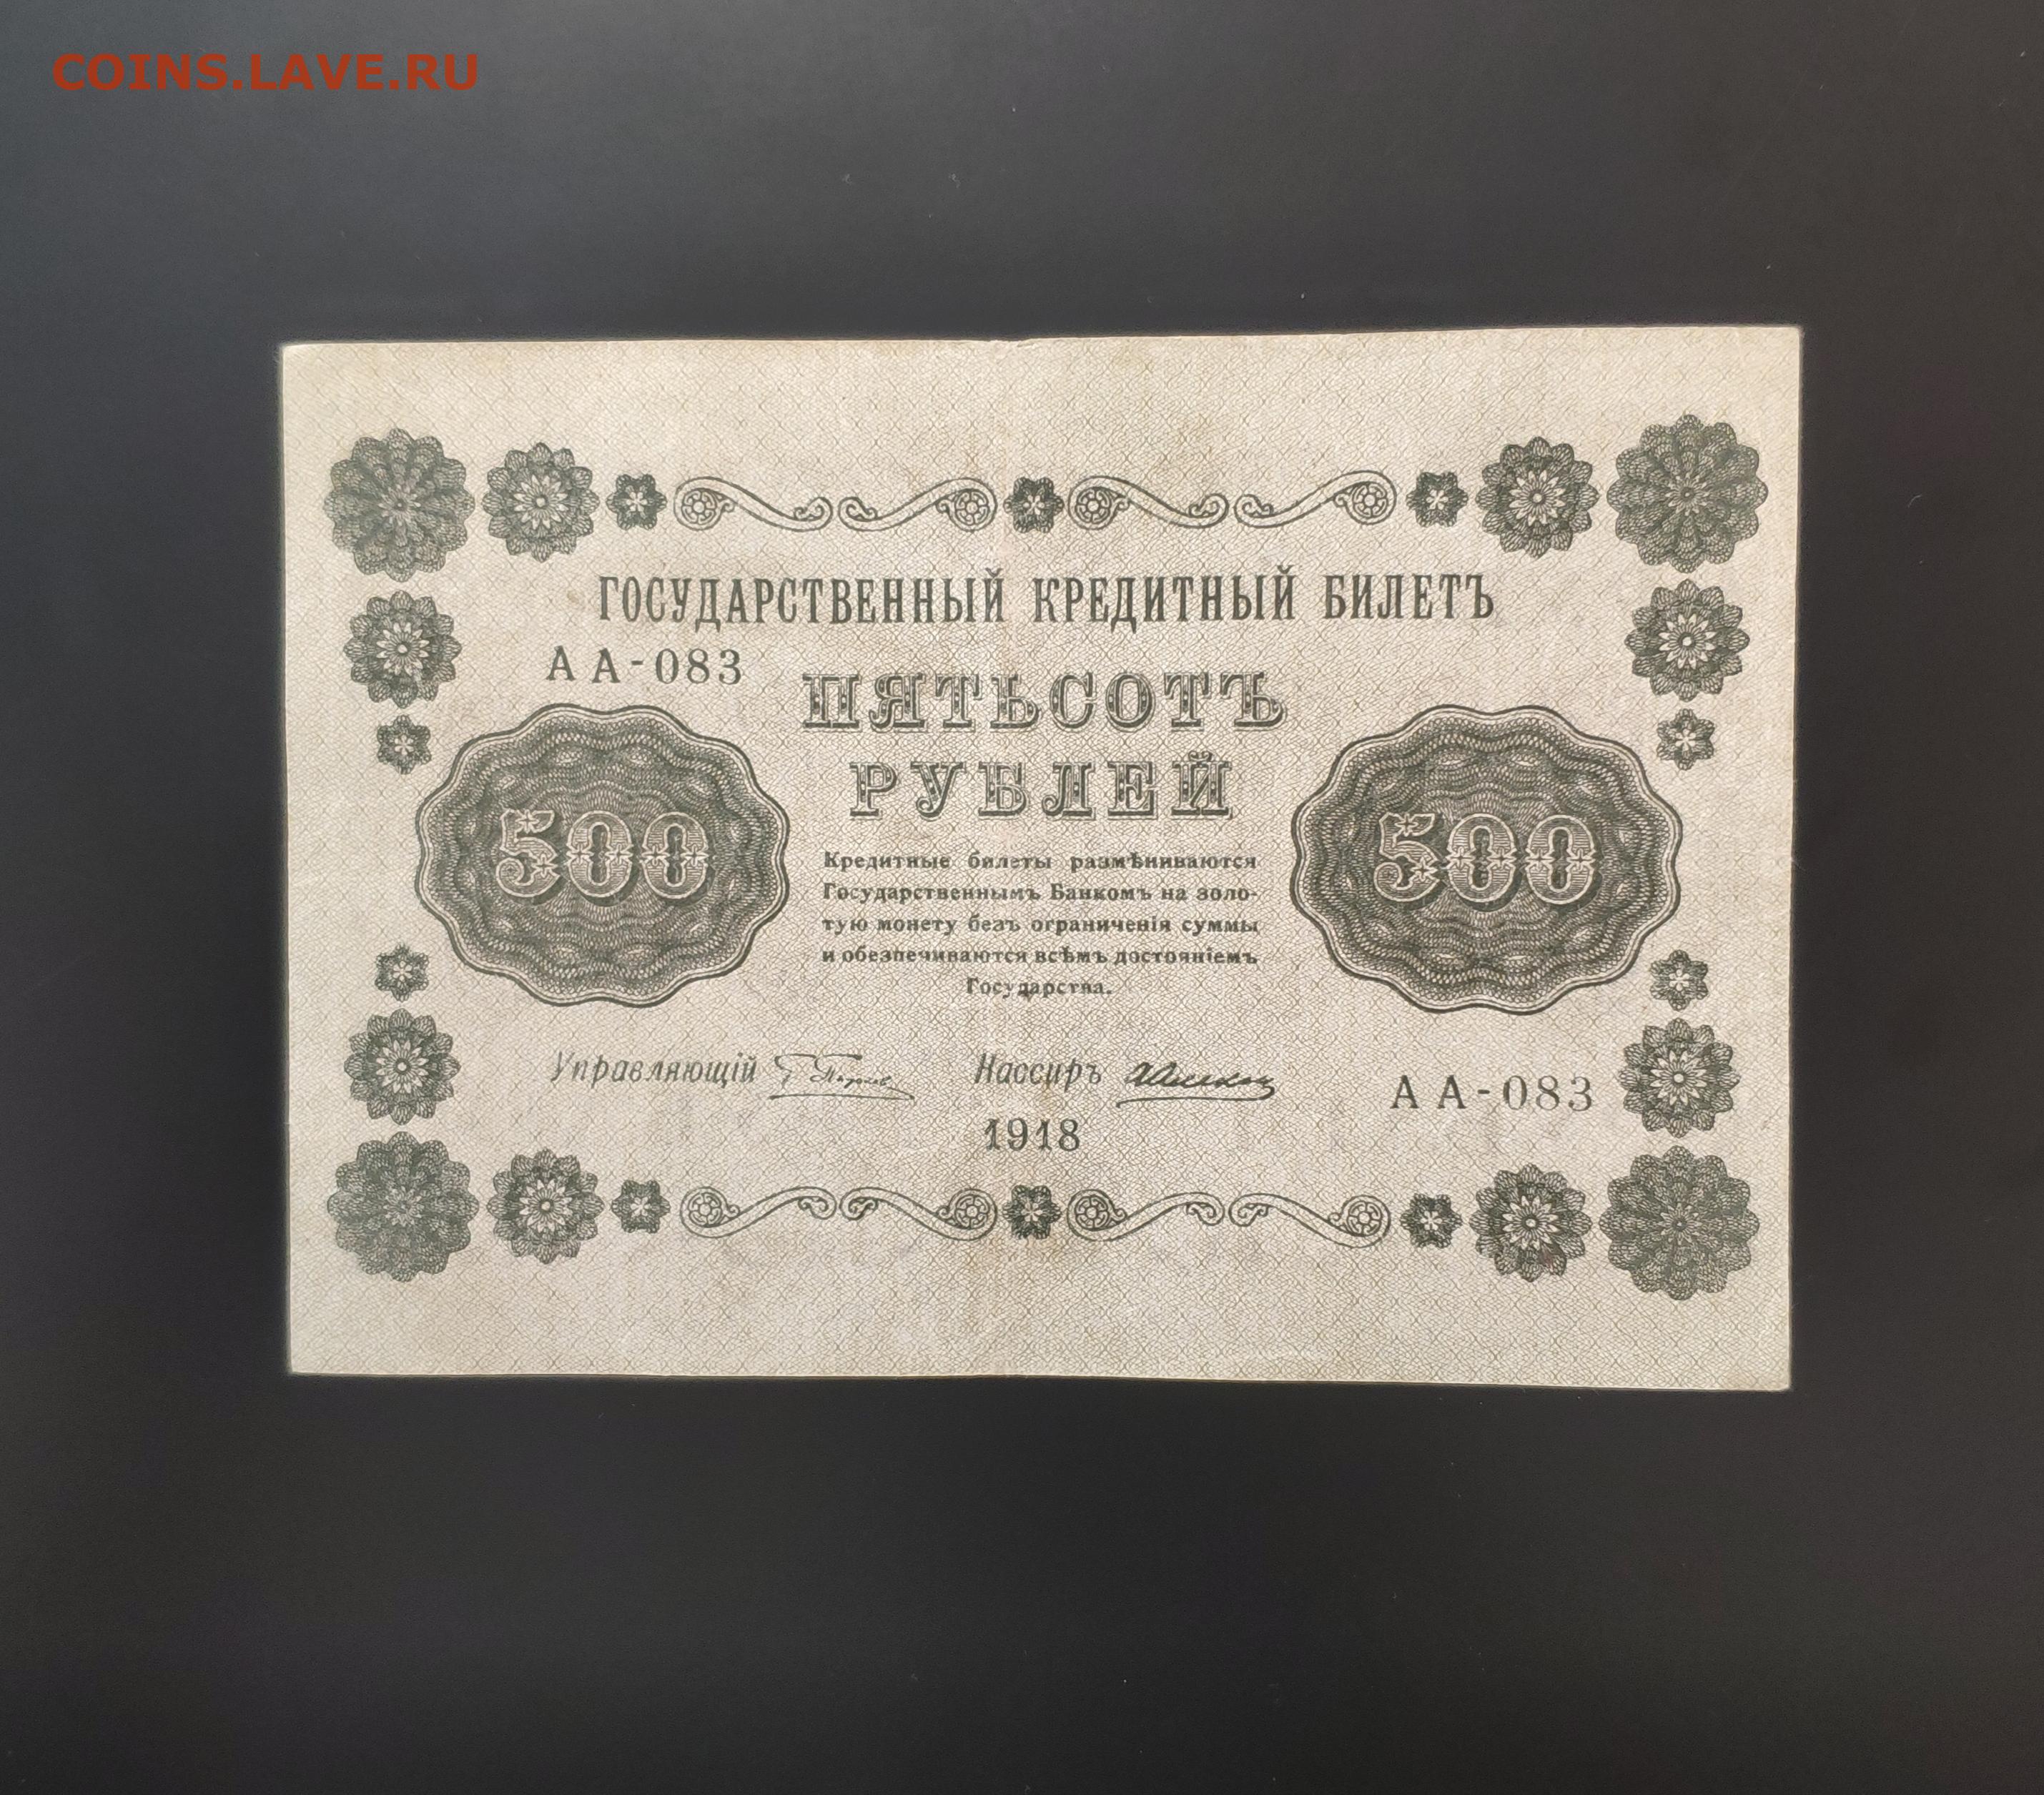 COINS.LAVE.RU
ГОСУДАРСТВЕННЫЙ КРЕДИТНЫЙ БИЛЕТЪ
АА-083
ПЯТЬСОТЪ
РУБЛЕЙ
500
500
Кредитные билеты размѣниваются
Государственнымъ Банкомъ на золо-
тую монету безъ ограниченія суммы
и обезпечиваются всѣмъ достояніемъ
Государства.
Управляющій
Кассиръ
АА-083
1918